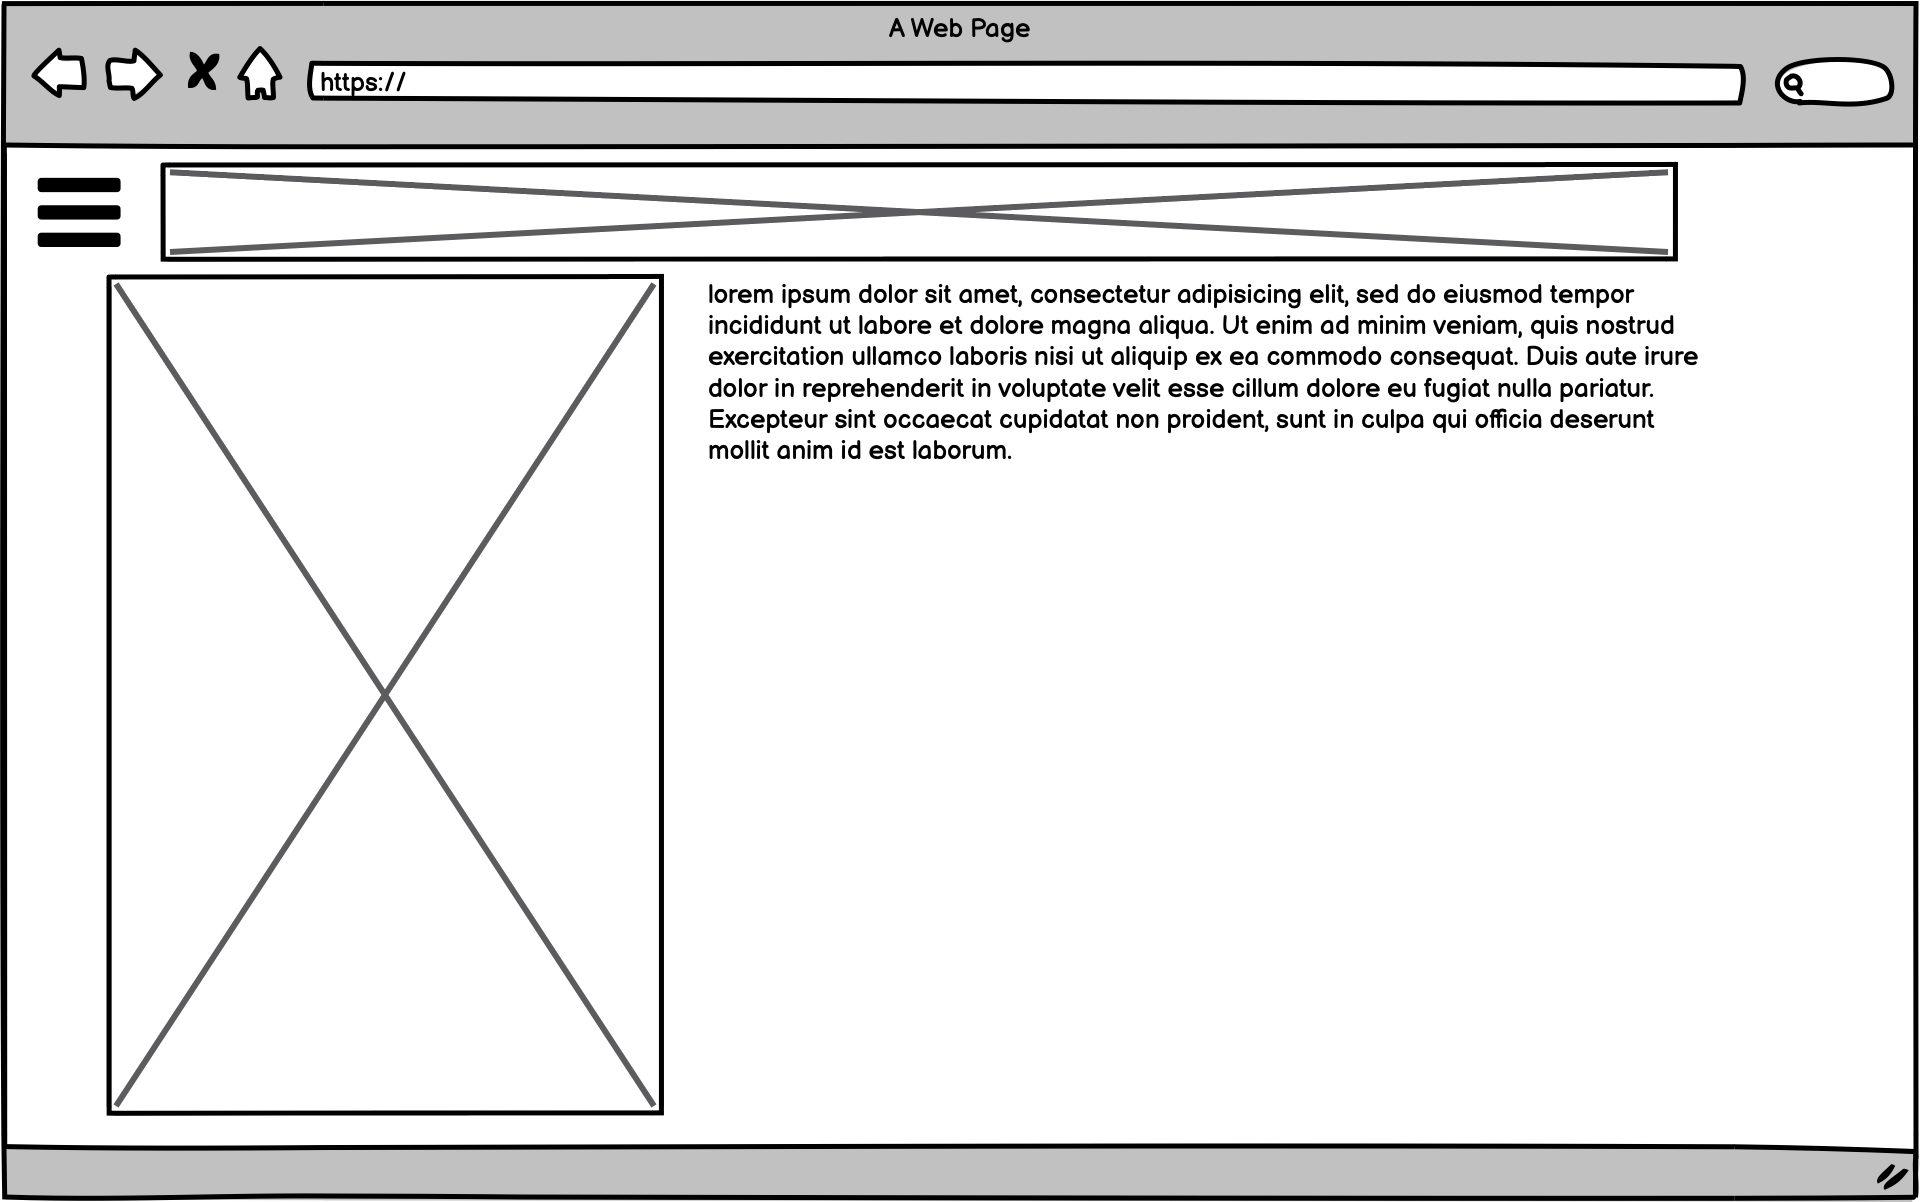 A Web Page
https://
lorem ipsum dolor sit amet, consectetur adipisicing elit, sed do eiusmod tempor
incididunt ut labore et dolore magna aliqua. Ut enim ad minim veniam, quis nostrud
exercitation ullamco laboris nisi ut aliquip ex ea commodo consequat. Duis aute irure
dolor in reprehenderit in voluptate velit esse cillum dolore eu fugiat nulla pariatur.
Excepteur sint occaecat cupidatat non proident, sunt in culpa qui officia deserunt
mollit anim id est laborum.